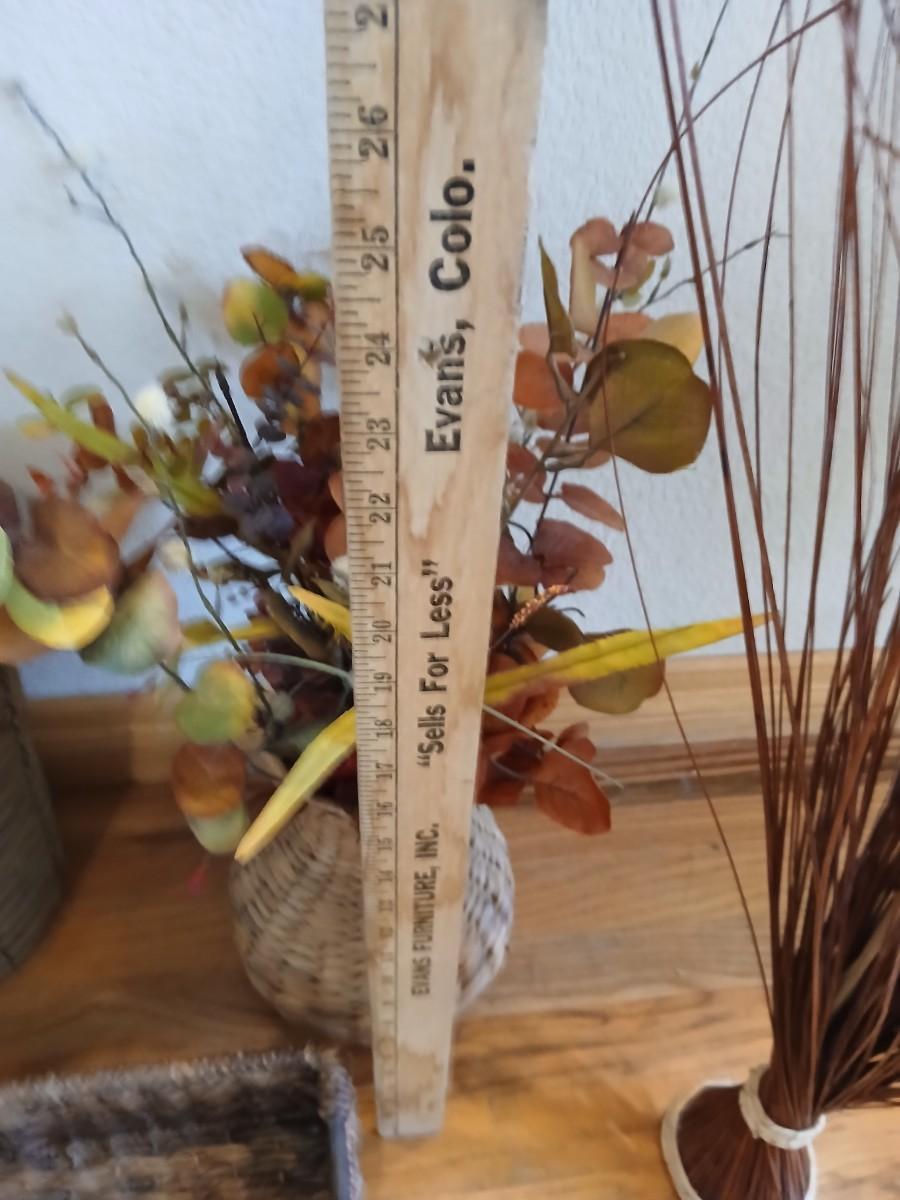 EVANS FURNITURE, INC. “Sells For Less” Evans, Colo.
14 15 16 17 18 19 20 21 22 23 24 25 26 2